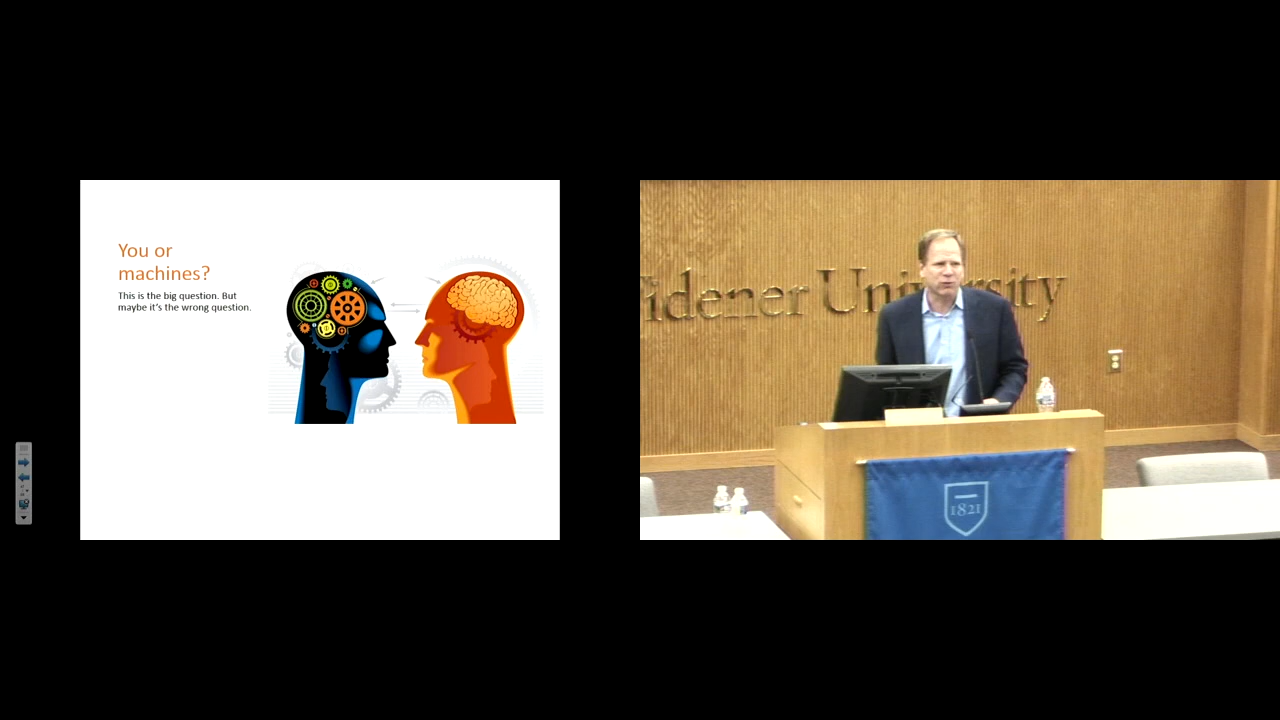 You or
machines?
This is the big question. But
maybe it's the wrong question.
idener University
1821